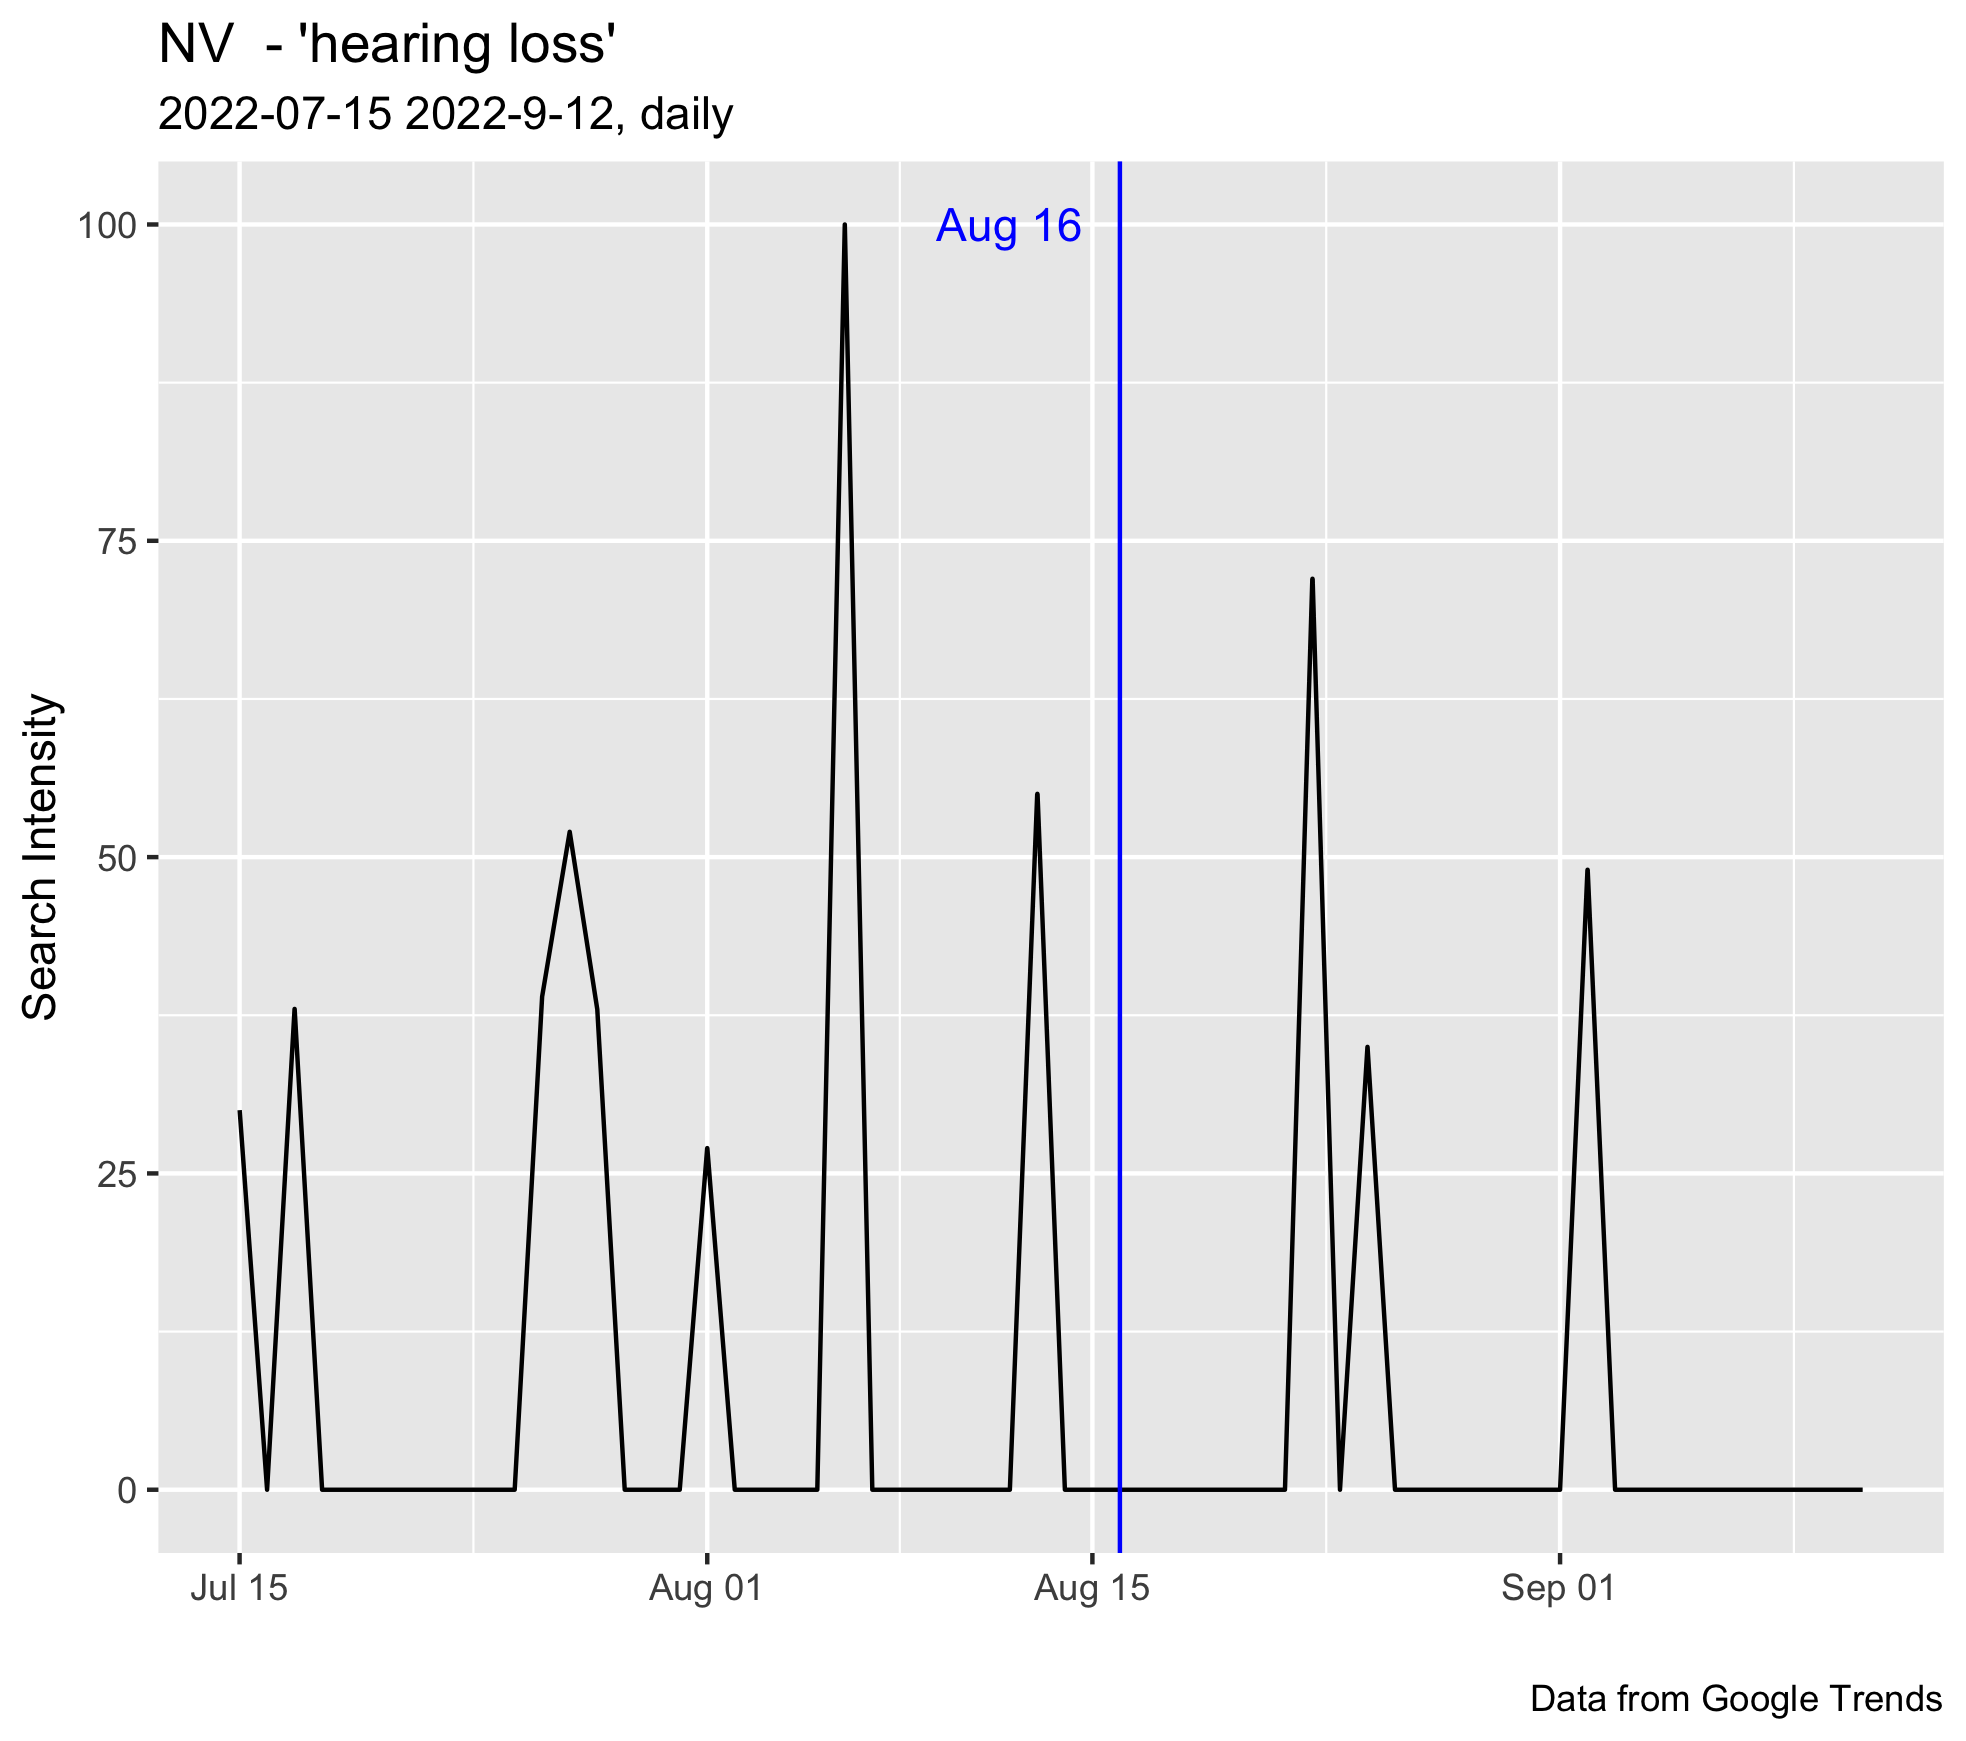 NV  - 'hearing loss'
2022-07-15 2022-9-12, daily
Aug 16
100
75
50
25
0
Search Intensity
Jul 15
Aug 01
Aug 15
Sep 01
Data from Google Trends